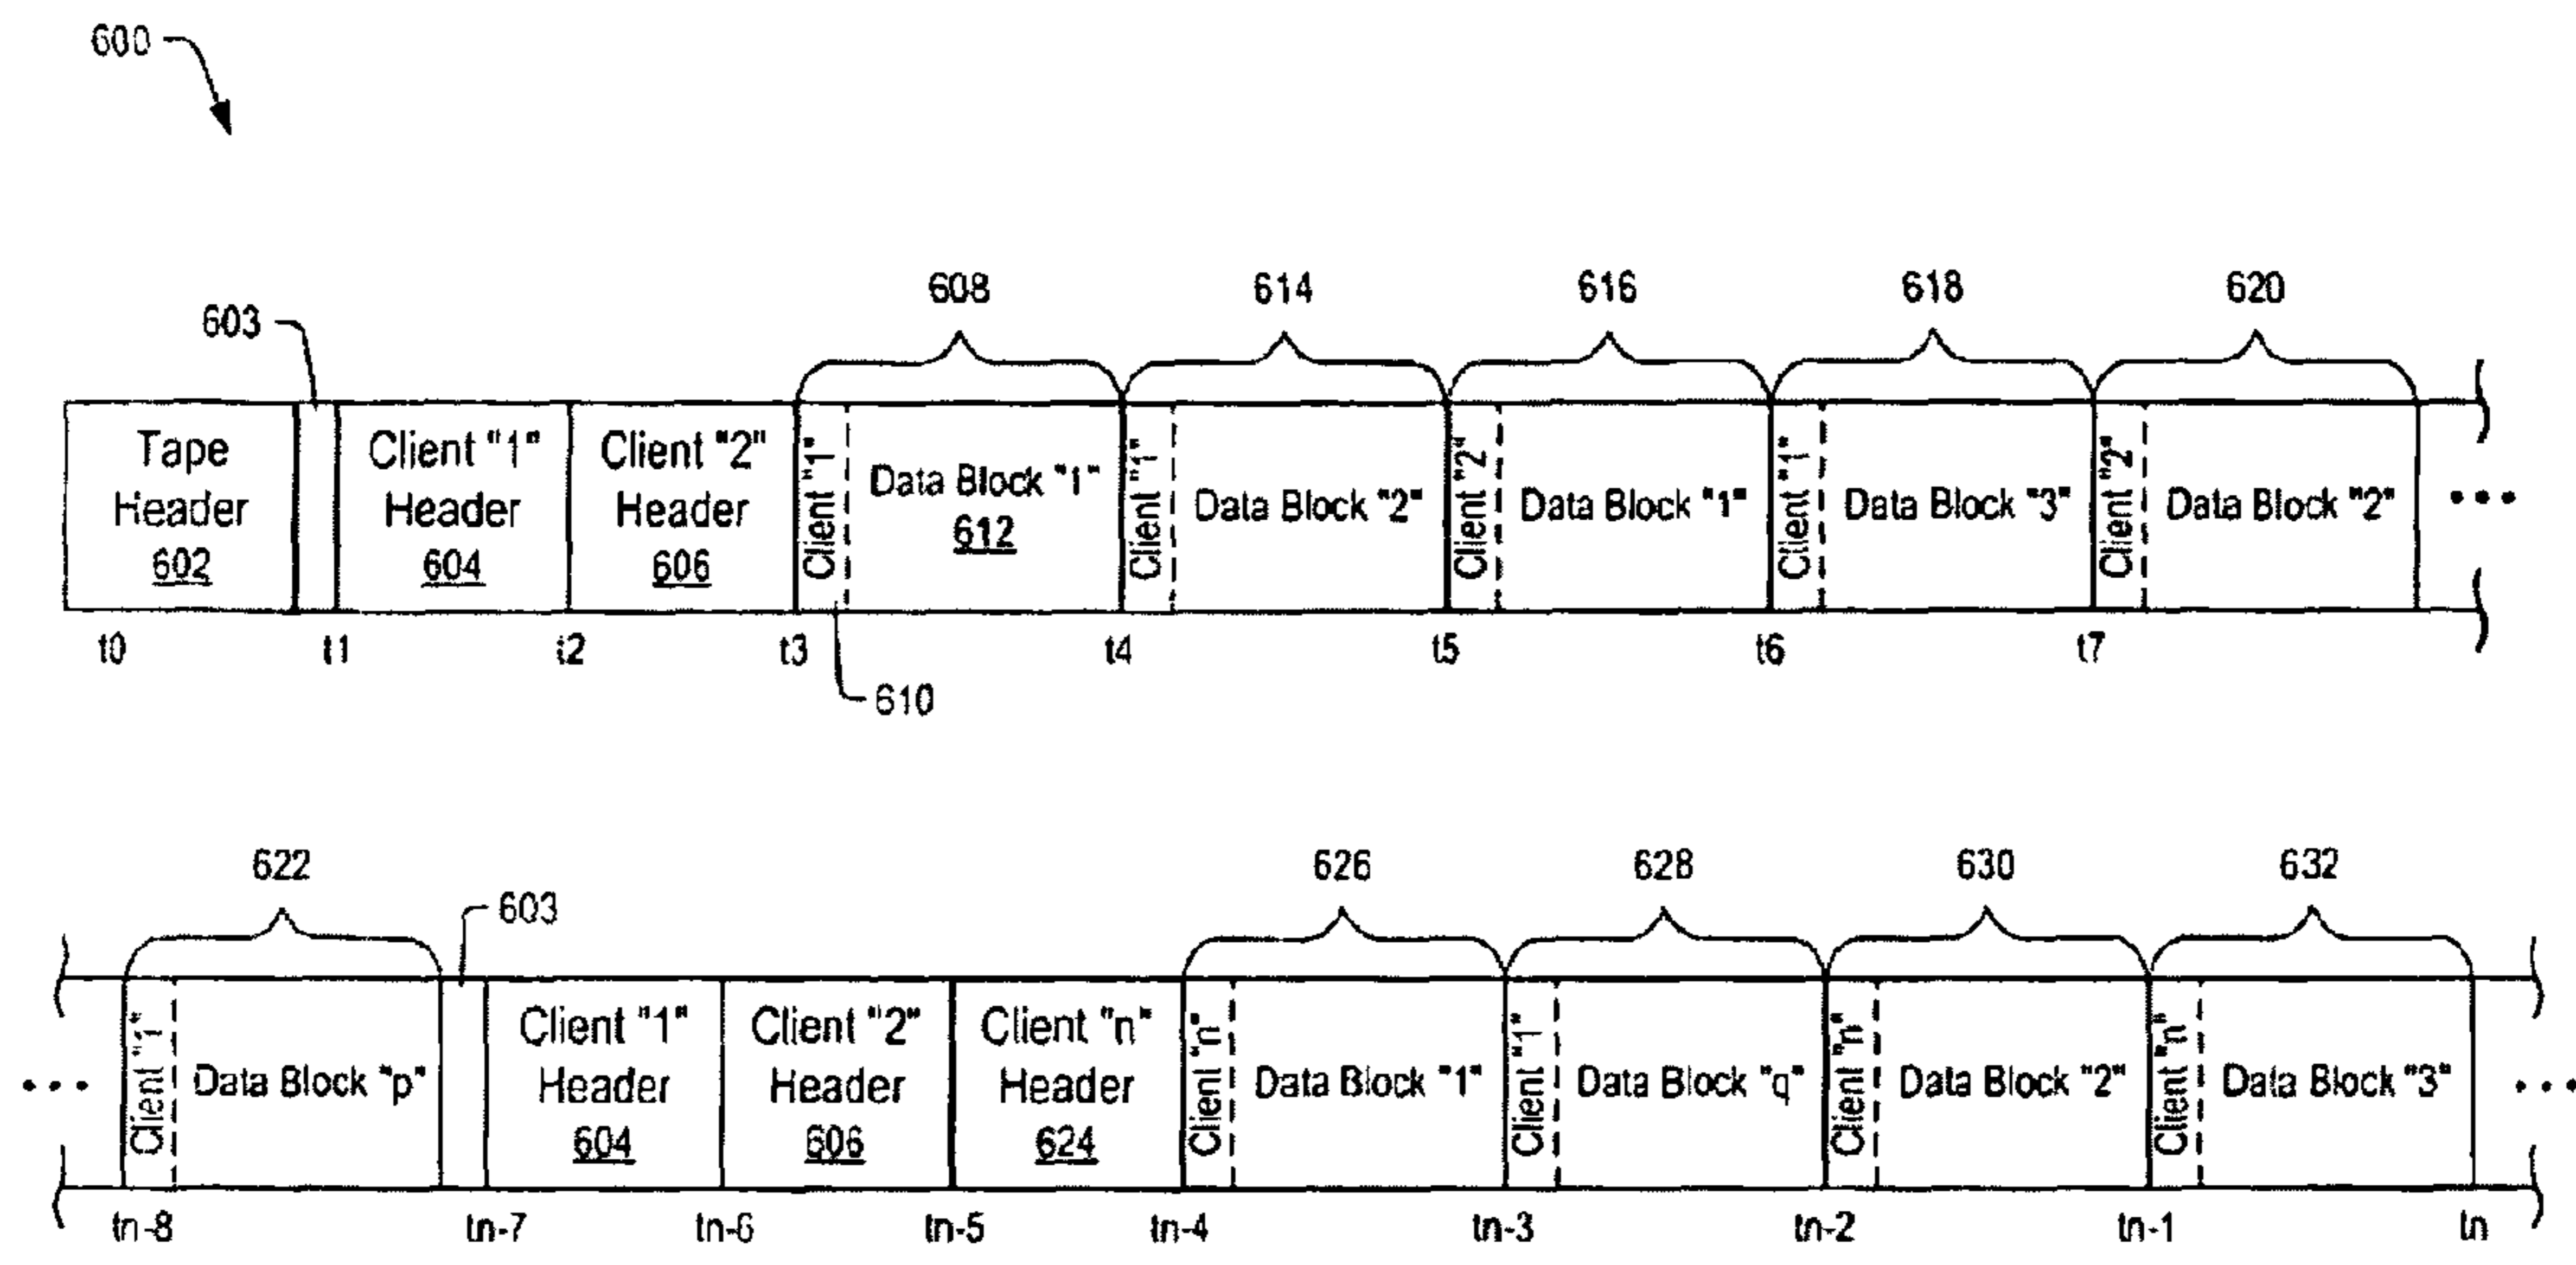 600
608 614 616 618 620
603
Tape Header 602
Client "1" Header 604
Client "2" Header 606
Client "1"
Data Block "1" 612
Client "1"
Data Block "2"
Client "2"
Data Block "1"
Client "1"
Data Block "3"
Client "2"
Data Block "2"
...
t0 t1 t2 t3 t4 t5 t6 t7
610
622 626 628 630 632
603
...
Client "1"
Data Block "p"
Client "1" Header 604
Client "2" Header 606
Client "n" Header 624
Client "n"
Data Block "1"
Client "1"
Data Block "q"
Client "n"
Data Block "2"
Client "n"
Data Block "3"
...
tn-8 tn-7 tn-6 tn-5 tn-4 tn-3 tn-2 tn-1 tn